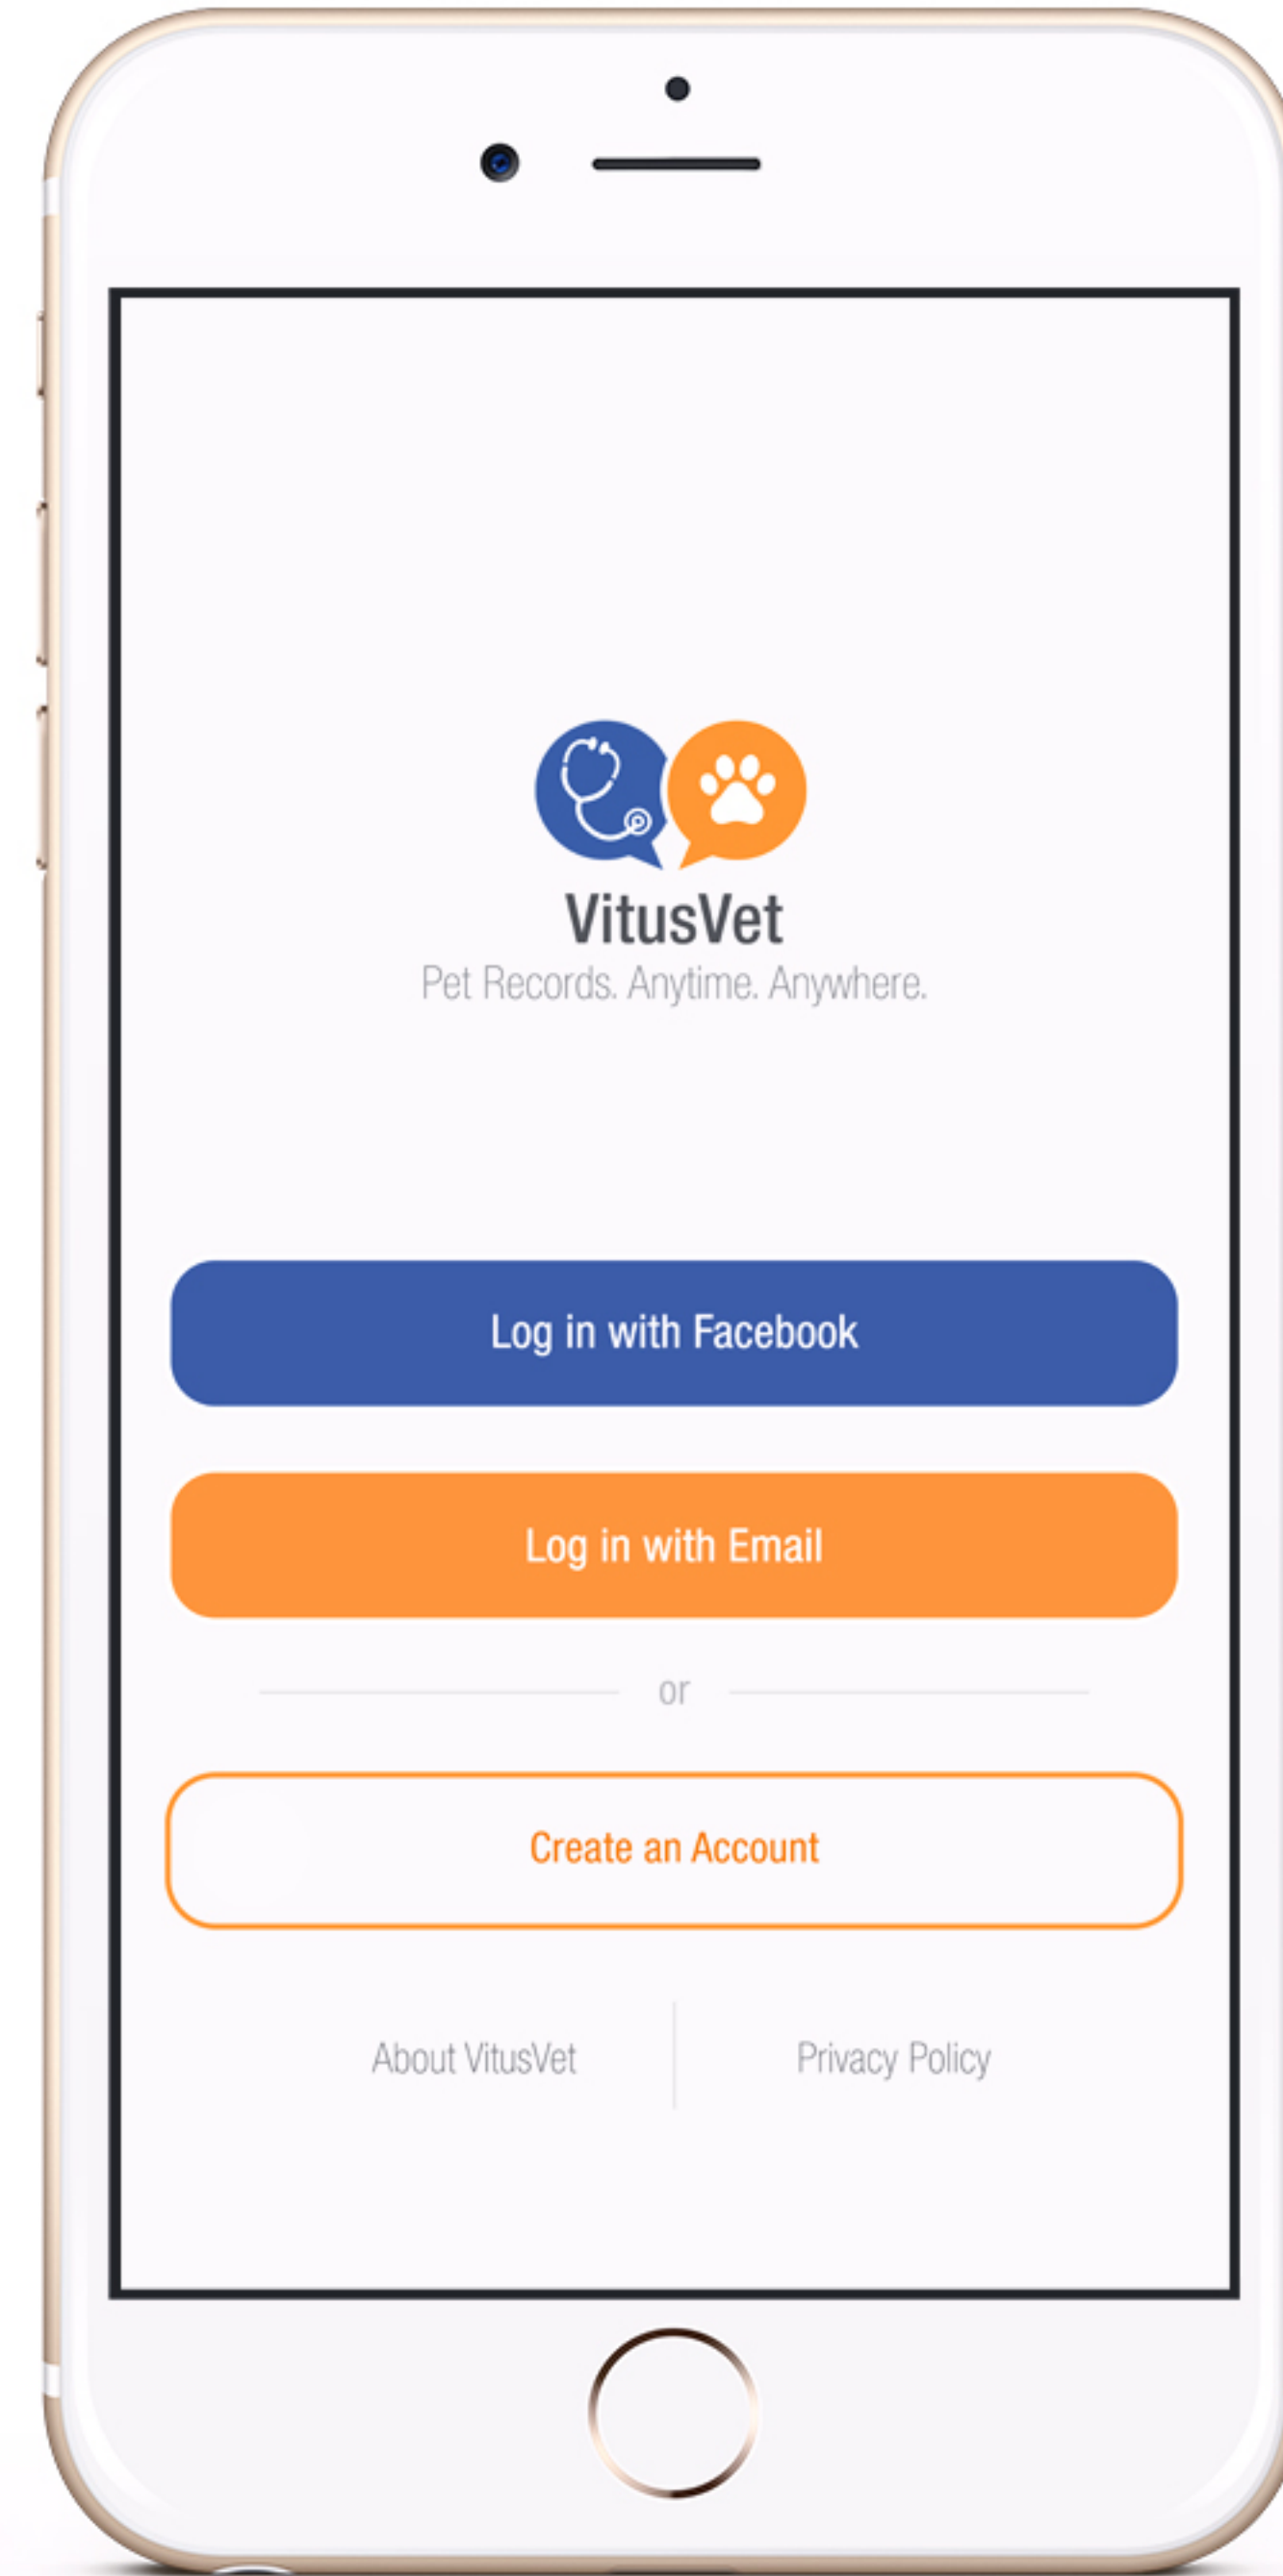 VitusVet
Pet Records. Anytime. Anywhere.
Log in with Facebook
Log in with Email
or
Create an Account
About VitusVet
Privacy Policy